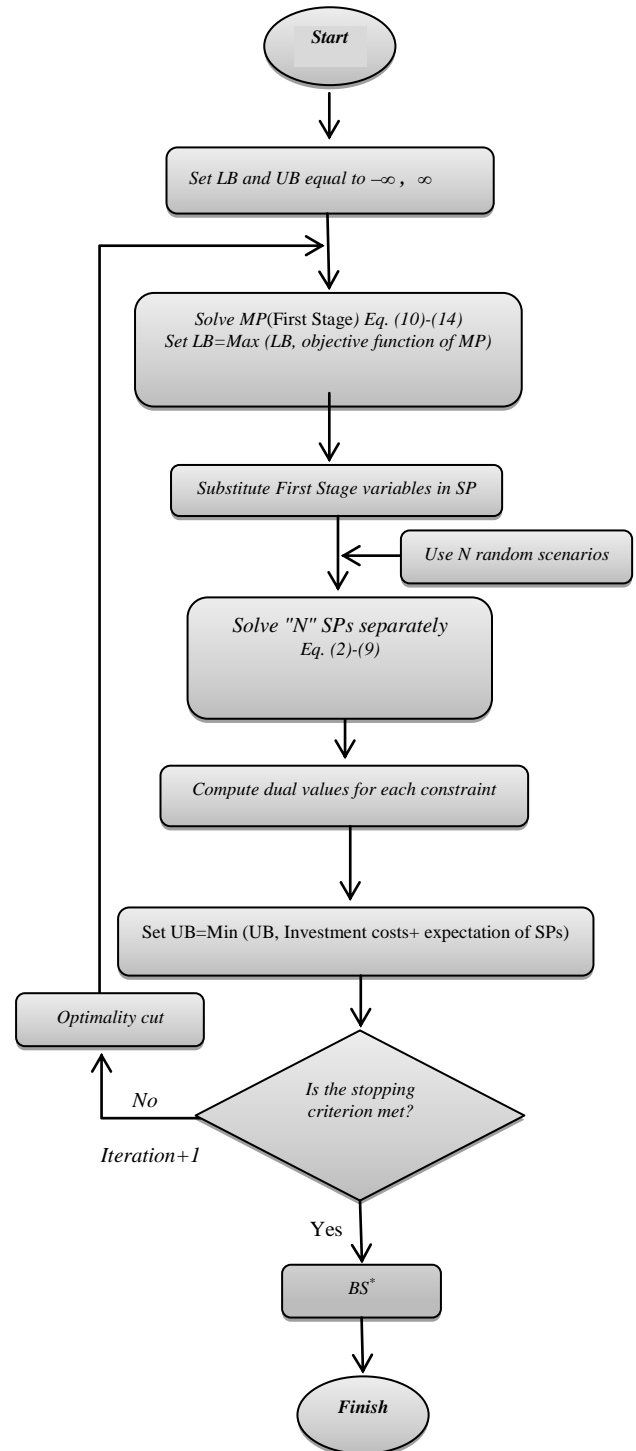 Start
Set LB and UB equal to −∞ , ∞
Solve MP(First Stage) Eq. (10)-(14)
Set LB=Max (LB, objective function of MP)
Substitute First Stage variables in SP
Use N random scenarios
Solve "N" SPs separately
Eq. (2)-(9)
Compute dual values for each constraint
Set UB=Min (UB, Investment costs+ expectation of SPs)
Optimality cut
Is the stopping
criterion met?
No
Iteration+1
Yes
BS*
Finish